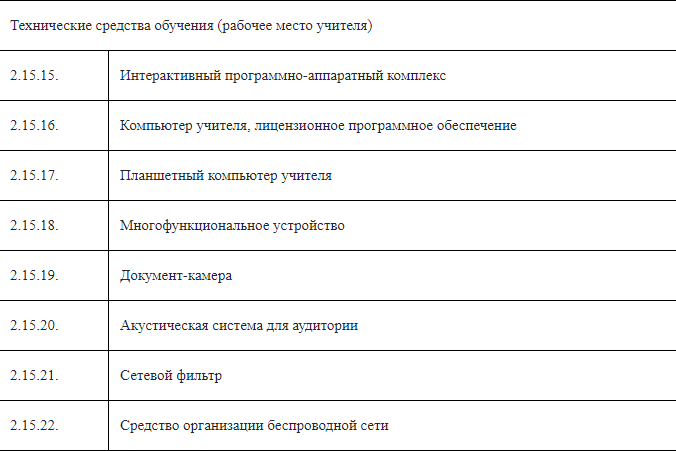 Технические средства обучения (рабочее место учителя)
2.15.15. Интерактивный программно-аппаратный комплекс
2.15.16. Компьютер учителя, лицензионное программное обеспечение
2.15.17. Планшетный компьютер учителя
2.15.18. Многофункциональное устройство
2.15.19. Документ-камера
2.15.20. Акустическая система для аудитории
2.15.21. Сетевой фильтр
2.15.22. Средство организации беспроводной сети